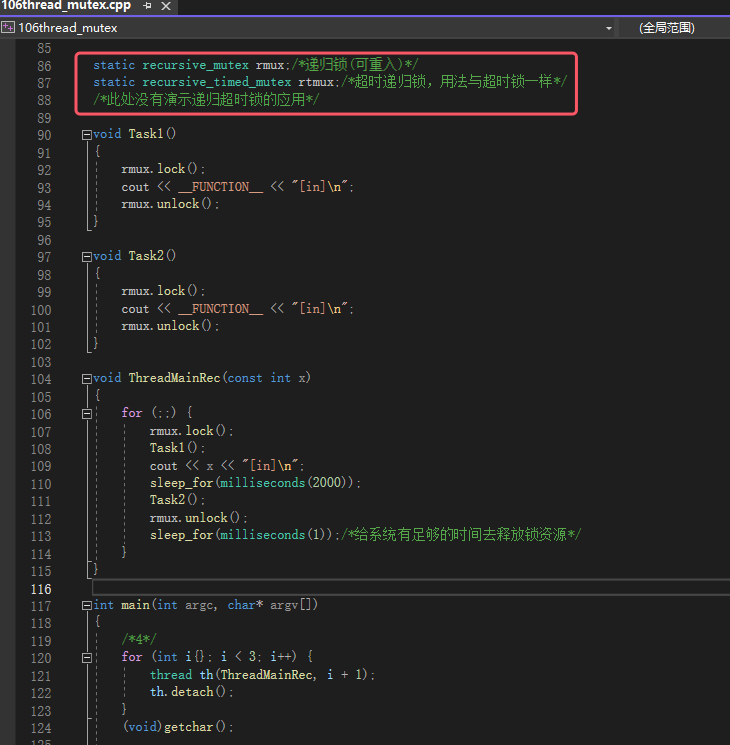 106thread_mutex.cpp
106thread_mutex (全局范围)
85
86 static recursive_mutex rmux;/*递归锁(可重入)*/
87 static recursive_timed_mutex rtmux;/*超时递归锁，用法与超时锁一样*/
88 /*此处没有演示递归超时锁的应用*/
89
90 void Task1()
91 {
92 rmux.lock();
93 cout << __FUNCTION__ << "[in]\n";
94 rmux.unlock();
95 }
96
97 void Task2()
98 {
99 rmux.lock();
100 cout << __FUNCTION__ << "[in]\n";
101 rmux.unlock();
102 }
103
104 void ThreadMainRec(const int x)
105 {
106 for (;;) {
107 rmux.lock();
108 Task1();
109 cout << x << "[in]\n";
110 sleep_for(milliseconds(2000));
111 Task2();
112 rmux.unlock();
113 sleep_for(milliseconds(1));/*给系统有足够的时间去释放锁资源*/
114 }
115 }
116
117 int main(int argc, char* argv[])
118 {
119 /*4*/
120 for (int i{}; i < 3; i++) {
121 thread th(ThreadMainRec, i + 1);
122 th.detach();
123 }
124 (void)getchar();
125